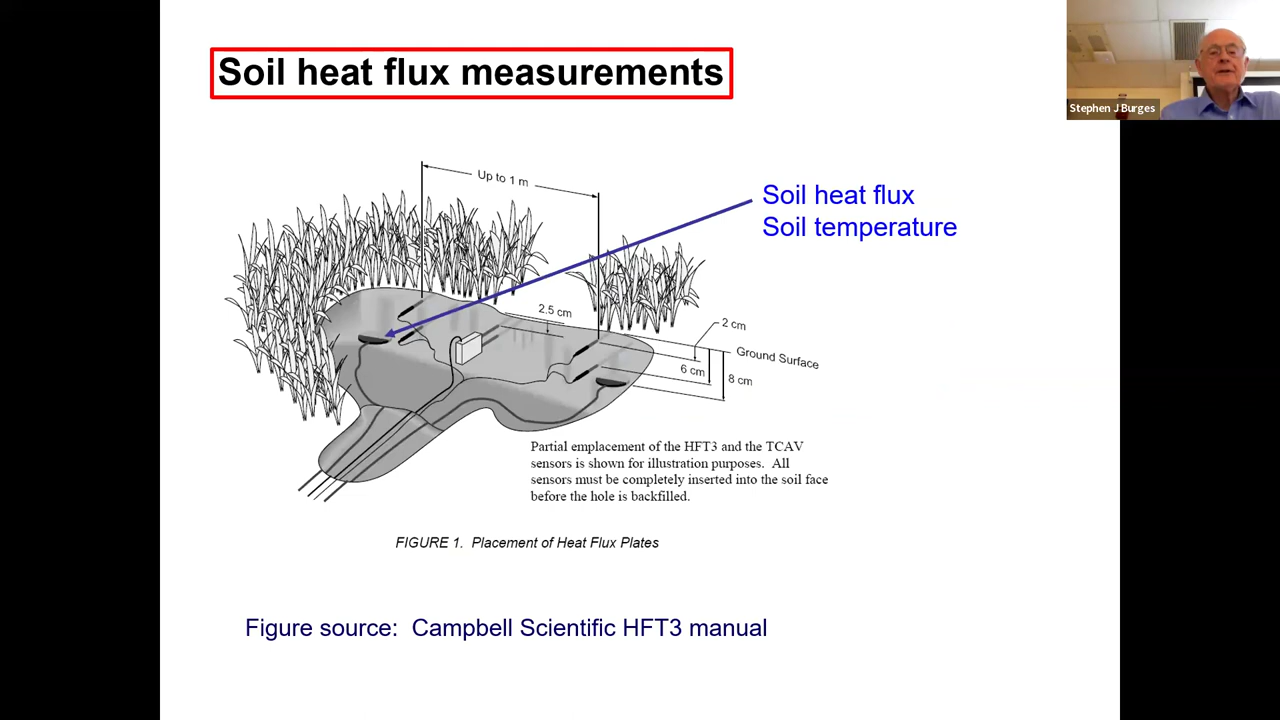 Soil heat flux measurements
Stephen J Burges
Up to 1 m
Soil heat flux
Soil temperature
2.5 cm
2 cm
Ground Surface
6 cm
8 cm
Partial emplacement of the HFT3 and the TCAV
sensors is shown for illustration purposes.  All
sensors must be completely inserted into the soil face
before the hole is backfilled.
FIGURE 1.  Placement of Heat Flux Plates
Figure source:  Campbell Scientific HFT3 manual